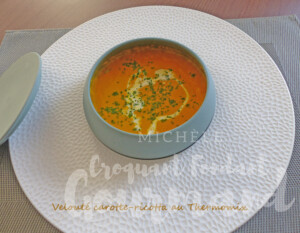 MICHÈLE
Croquant Fondant
Gourmand
Velouté carotte-ricotta au Thermomix